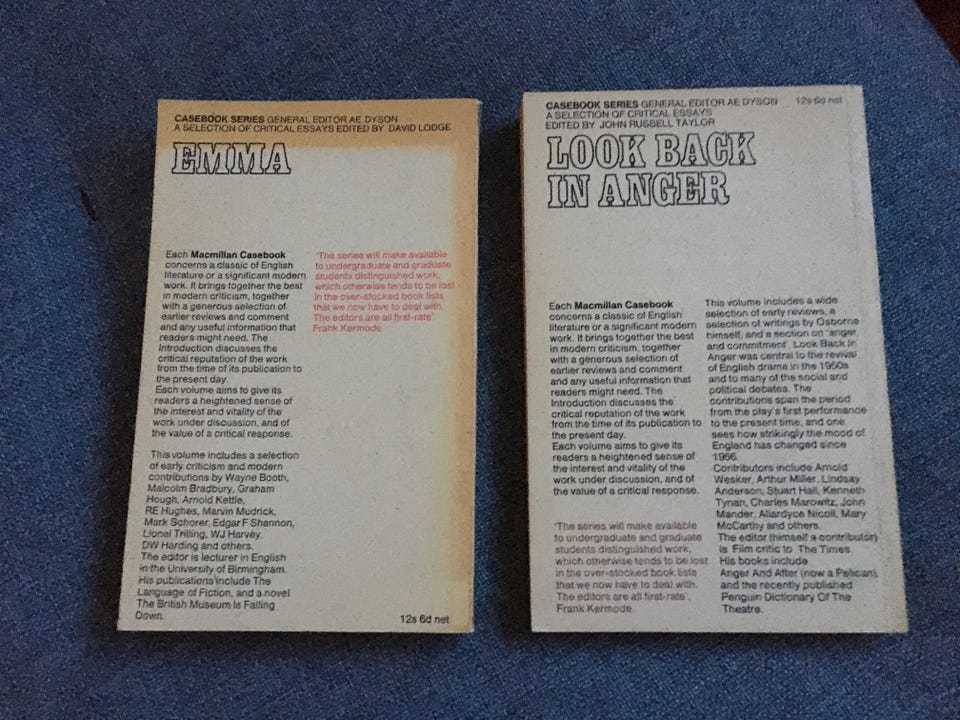 CASEBOOK SERIES GENERAL EDITOR AE DYSON
A SELECTION OF CRITICAL ESSAYS EDITED BY DAVID LODGE
EMMA
Each Macmillan Casebook
concerns a classic of English
literature or a significant modern
work. It brings together the best
in modern criticism, together
with a generous selection of
earlier reviews and comment
and any useful information that
readers might need. The
Introduction discusses the
critical reputation of the work
from the time of its publication to
the present day.
Each volume aims to give its
readers a heightened sense of
the interest and vitality of the
work under discussion, and of
the value of a critical response.
This volume includes a selection
of early criticism and modern
contributions by Wayne Booth,
Malcolm Bradbury, Graham
Hough, Arnold Kettle,
RE Hughes, Marvin Mudrick,
Mark Schorer, Edgar F Shannon,
Lionel Trilling, WJ Harvey,
DW Harding and others.
The editor is lecturer in English
in the University of Birmingham.
His publications include The
Language of Fiction, and a novel
The British Museum Is Falling
Down.
'The series will make available
to undergraduate and graduate
students distinguished work,
which otherwise tends to be lost
in the over-stocked book lists
that we now have to deal with.
The editors are all first-rate'
Frank Kermode.
12s 6d net
CASEBOOK SERIES GENERAL EDITOR AE DYSON 12s 6d net
A SELECTION OF CRITICAL ESSAYS
EDITED BY JOHN RUSSELL TAYLOR
LOOK BACK
IN ANGER
Each Macmillan Casebook
concerns a classic of English
literature or a significant modern
work. It brings together the best
in modern criticism, together
with a generous selection of
earlier reviews and comment
and any useful information that
readers might need. The
Introduction discusses the
critical reputation of the work
from the time of its publication to
the present day.
Each volume aims to give its
readers a heightened sense of
the interest and vitality of the
work under discussion, and of
the value of a critical response.
'The series will make available
to undergraduate and graduate
students distinguished work,
which otherwise tends to be lost
in the over-stocked book lists
that we now have to deal with.
The editors are all first-rate',
Frank Kermode.
This volume includes a wide
selection of early reviews, a
selection of writings by Osborne
himself, and a section on 'anger
and commitment'. Look Back In
Anger was central to the revival
of English drama in the 1950s
and to many of the social and
political debates. The
contributions span the period
from the play's first performance
to the present time, and one
sees how strikingly the mood of
England has changed since
1956.
Contributors include Arnold
Wesker, Arthur Miller, Lindsay
Anderson, Stuart Hall, Kenneth
Tynan, Charles Marowitz, John
Mander, Allardyce Nicoll, Mary
McCarthy and others.
The editor (himself a contributor)
is Film critic to The Times.
His books include
Anger And After (now a Pelican),
and the recently published
Penguin Dictionary Of The
Theatre.